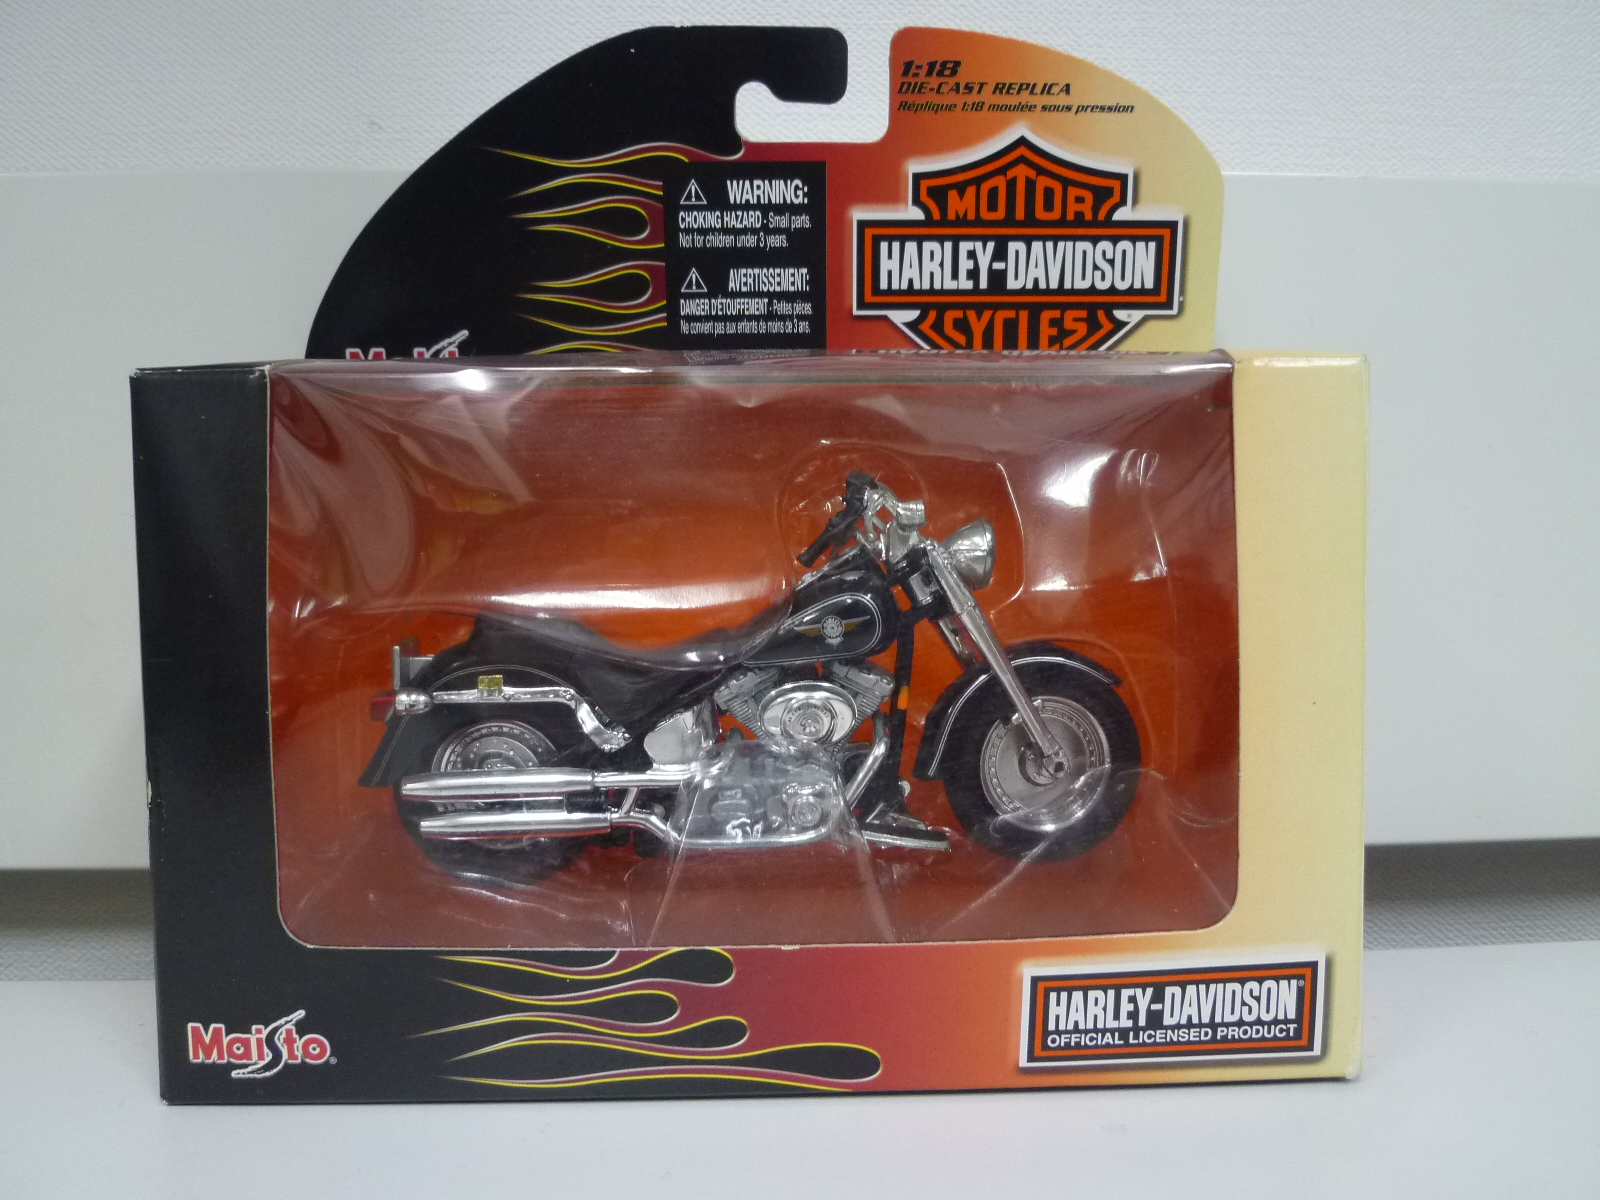 1:18
DIE-CAST REPLICA
Réplique 1:18 moulée sous pression
WARNING:
CHOKING HAZARD - Small parts.
Not for children under 3 years.
AVERTISSEMENT:
DANGER D'ÉTOUFFEMENT - Petites pièces.
Ne convient pas aux enfants de moins de 3 ans.
MOTOR
HARLEY-DAVIDSON
CYCLES
Maisto
HARLEY-DAVIDSON®
OFFICIAL LICENSED PRODUCT